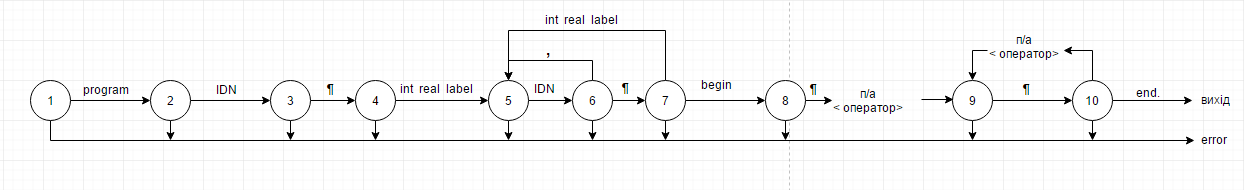 int real label
,
п/а
< оператор>
1 program 2 IDN 3 ¶ 4 int real label 5 IDN 6 ¶ 7 begin 8 ¶
п/а
< оператор>
9 ¶ 10 end. вихід
error